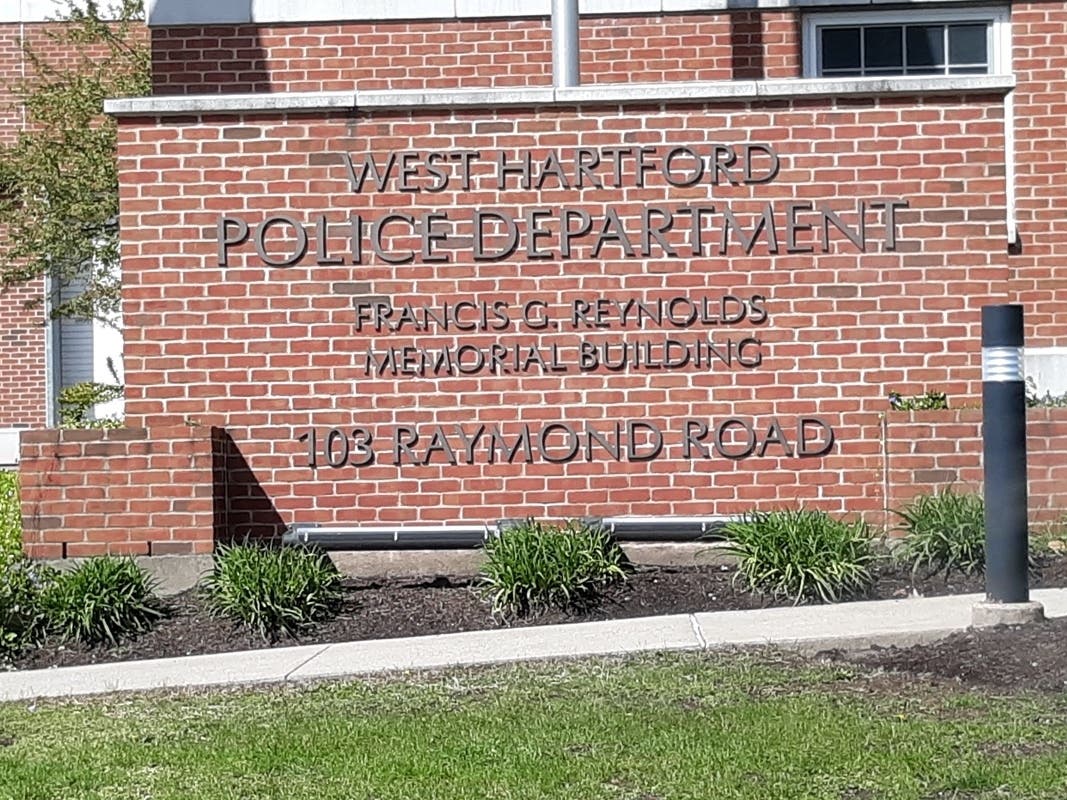 WEST HARTFORD
POLICE DEPARTMENT
FRANCIS G. REYNOLDS
MEMORIAL BUILDING
103 RAYMOND ROAD